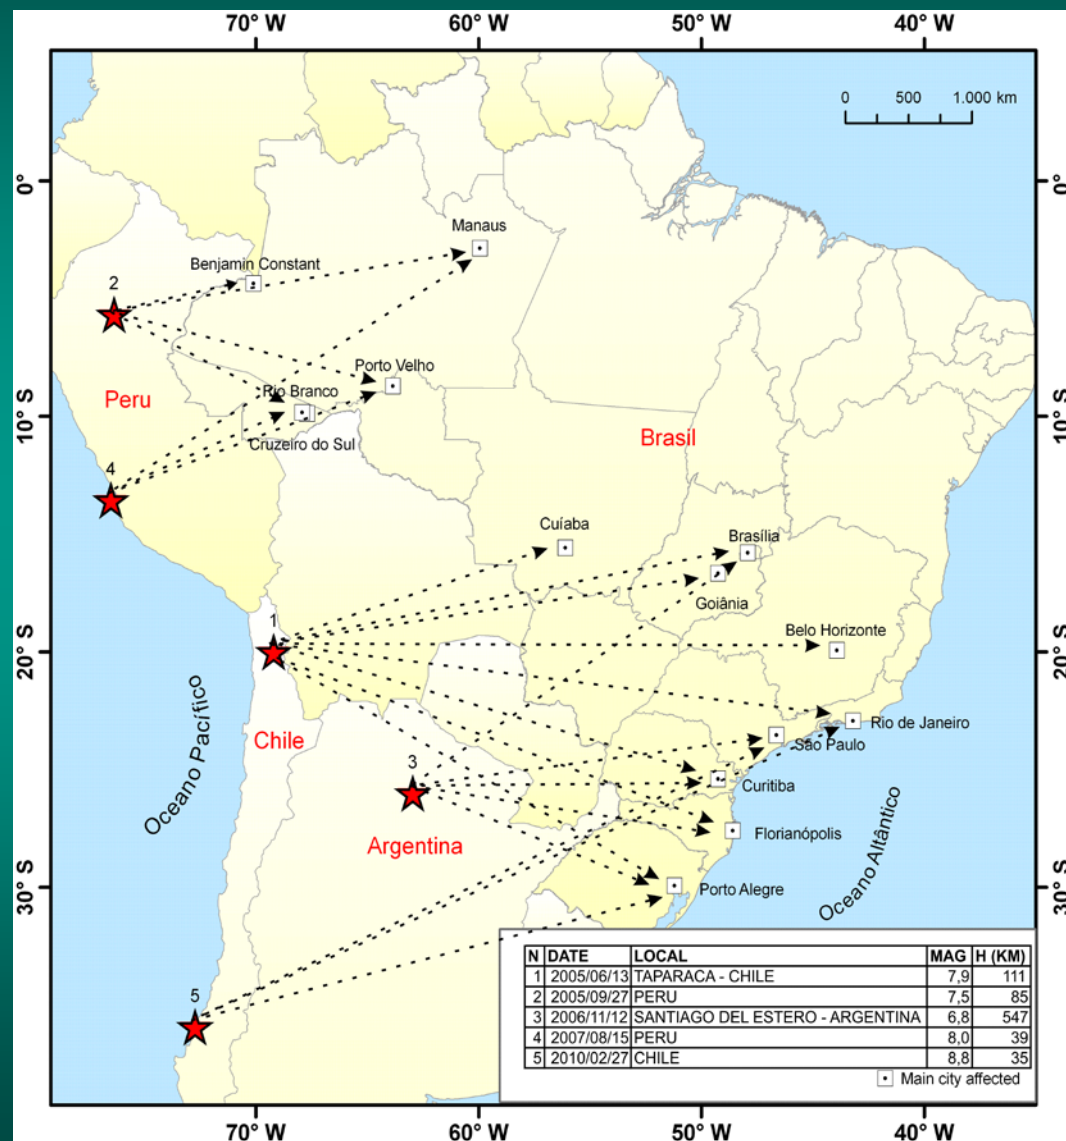 70° W 60° W 50° W 40° W
0 500 1.000 km
0° 0°
Manaus
Benjamin Constant
2
Porto Velho
Rio Branco
Peru
10° S 10° S
Brasil
Cruzeiro do Sul
4
Cuíaba
Brasília
Goiânia
1
Belo Horizonte
20° S 20° S
Rio de Janeiro
Oceano Pacífico
Chile
São Paulo
3
Curitiba
Argentina
Florianópolis
Oceano Altântico
30° S 30° S
Porto Alegre
5
N DATE LOCAL MAG H (KM)
1 2005/06/13 TAPARACA - CHILE 7,9 111
2 2005/09/27 PERU 7,5 85
3 2006/11/12 SANTIAGO DEL ESTERO - ARGENTINA 6,8 547
4 2007/08/15 PERU 8,0 39
5 2010/02/27 CHILE 8,8 35
Main city affected
70° W 60° W 50° W 40° W